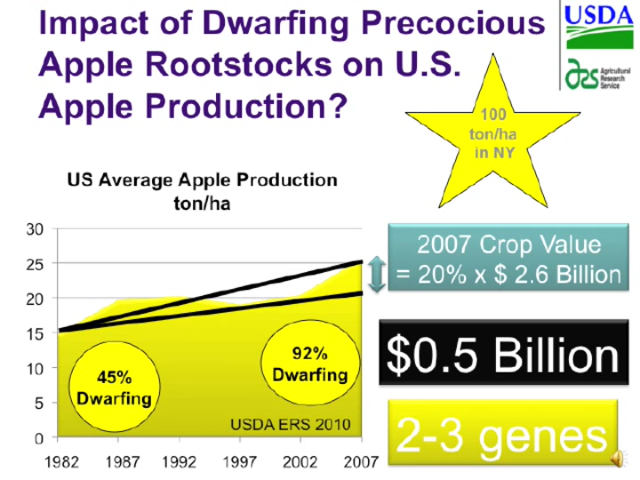 Impact of Dwarfing Precocious
Apple Rootstocks on U.S.
Apple Production?
USDA
ars Agricultural
Research
Service
100
ton/ha
in NY
US Average Apple Production
ton/ha
30
25
20
15
10
5
0
1982 1987 1992 1997 2002 2007
45%
Dwarfing
92%
Dwarfing
USDA ERS 2010
2007 Crop Value
= 20% x $ 2.6 Billion
$0.5 Billion
2-3 genes